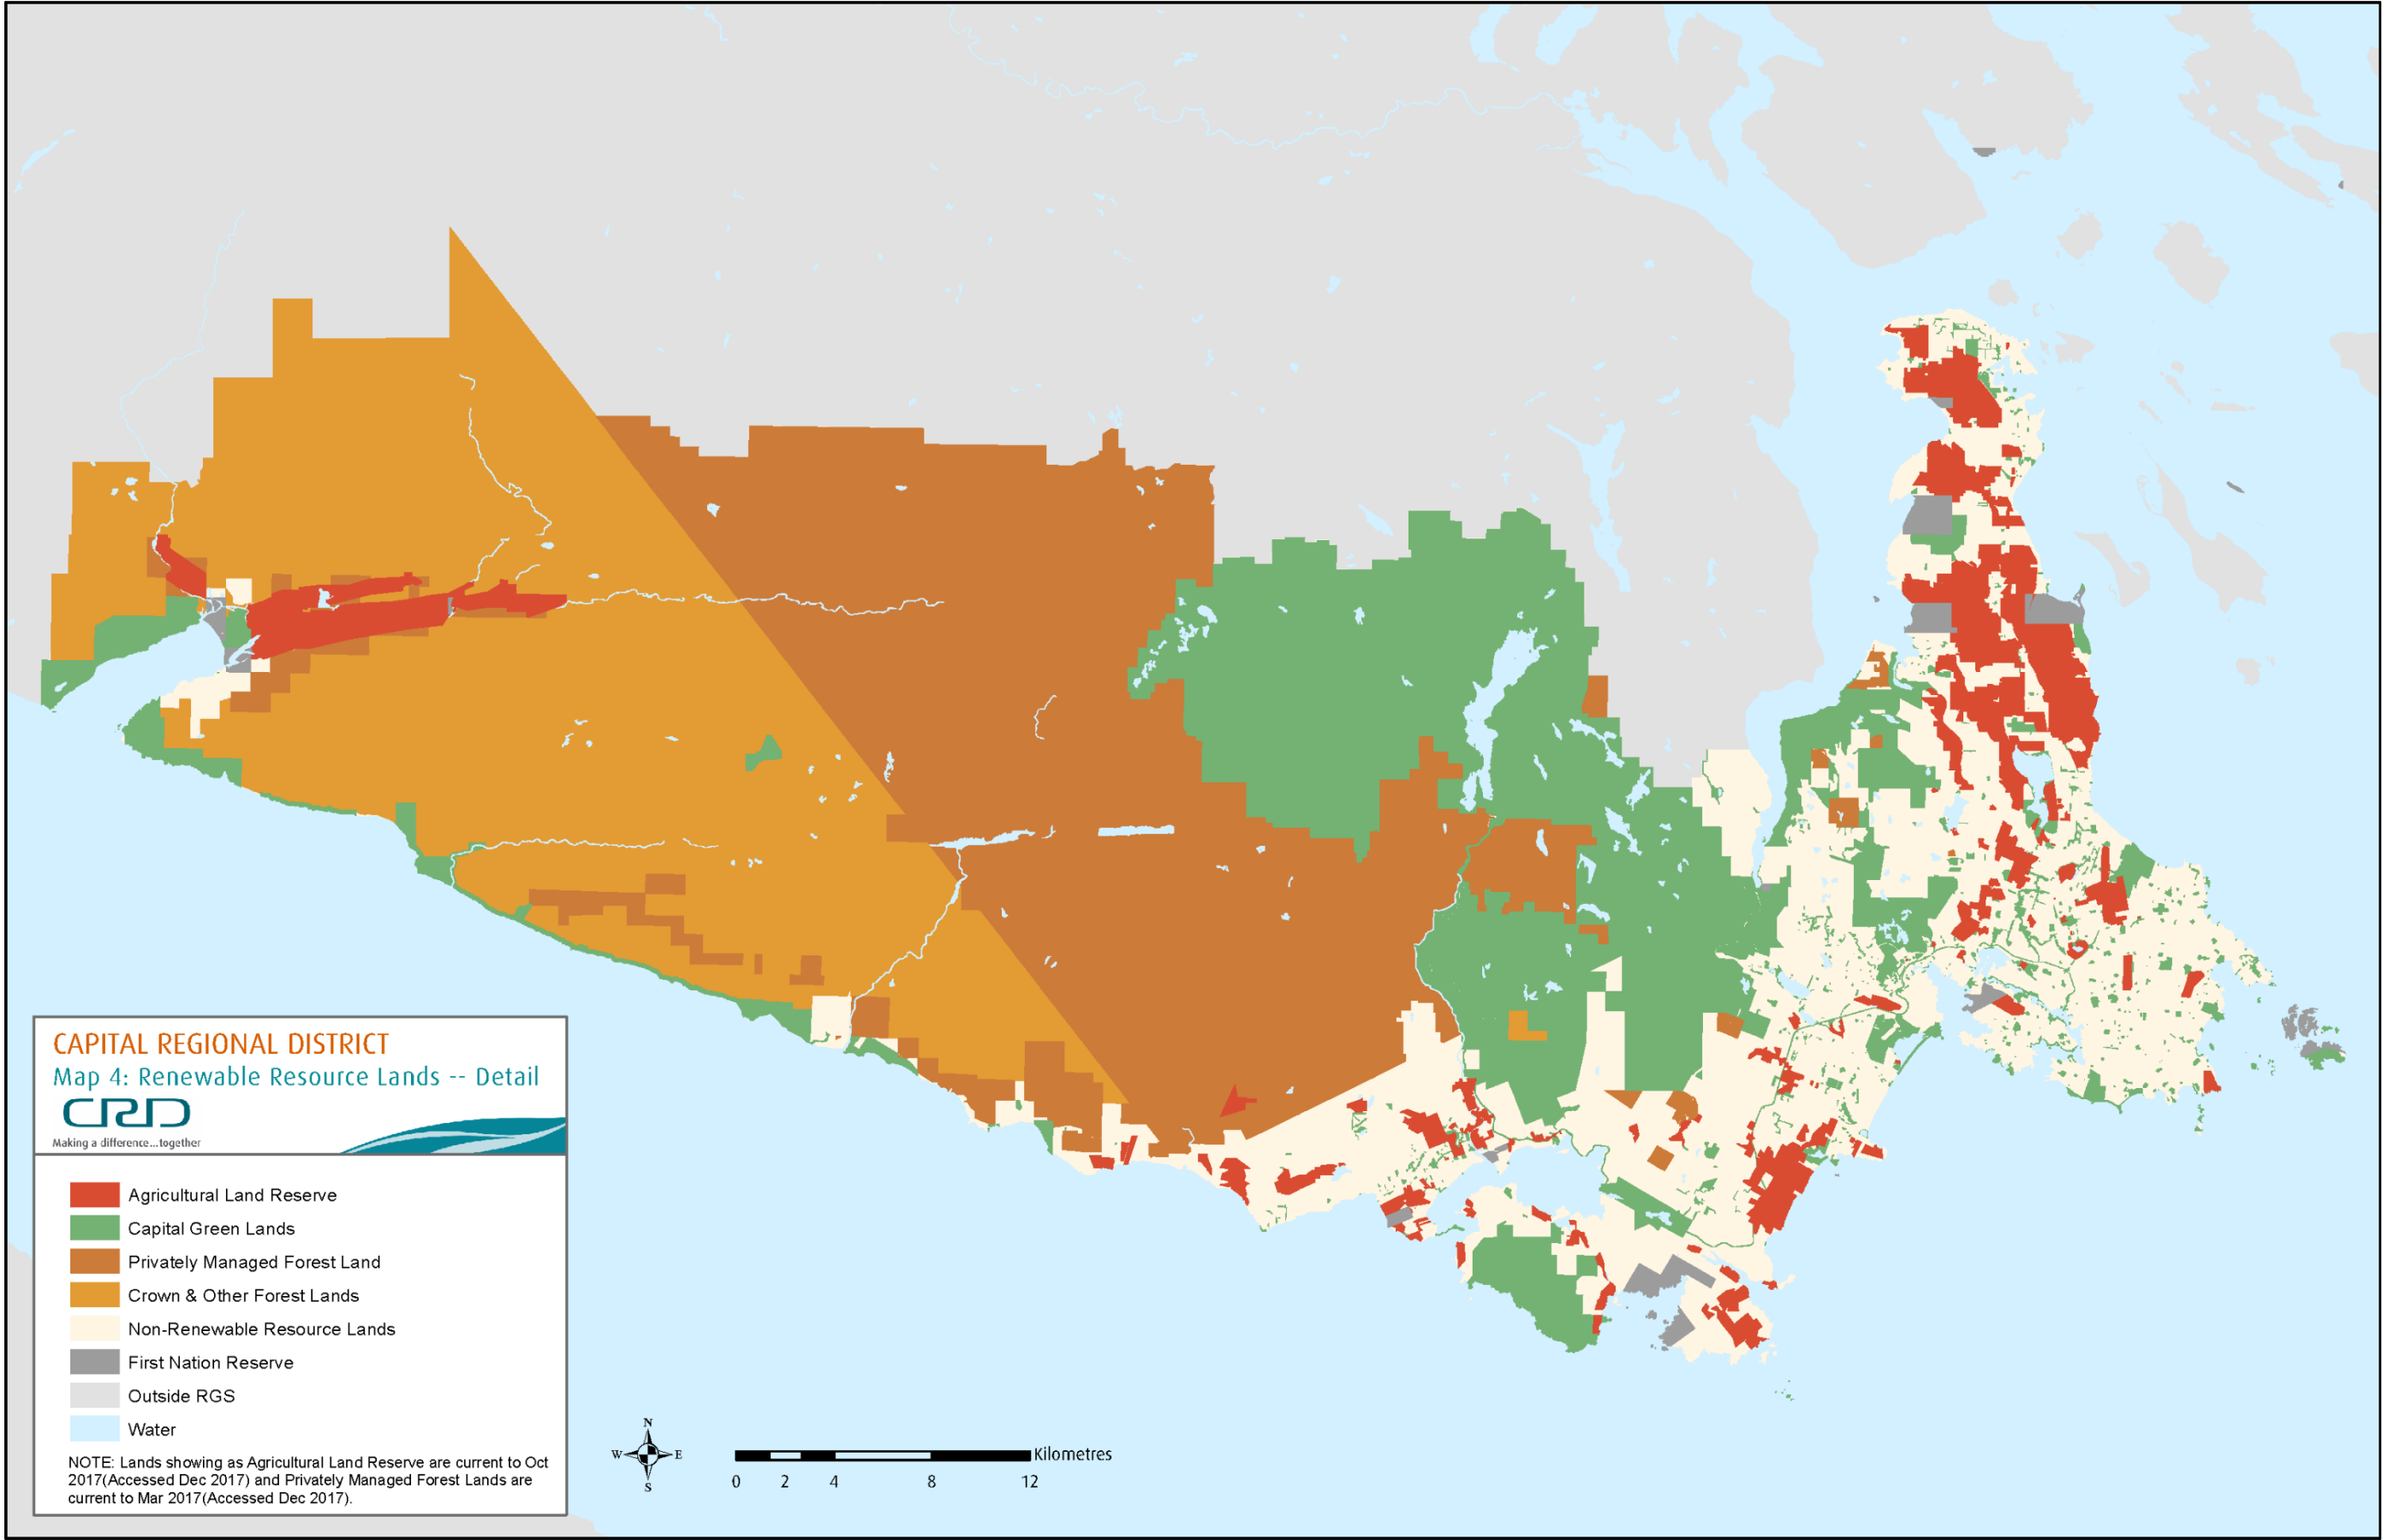 CAPITAL REGIONAL DISTRICT
Map 4: Renewable Resource Lands -- Detail
CRD
Making a difference...together
Agricultural Land Reserve
Capital Green Lands
Privately Managed Forest Land
Crown & Other Forest Lands
Non-Renewable Resource Lands
First Nation Reserve
Outside RGS
Water
NOTE: Lands showing as Agricultural Land Reserve are current to Oct
2017(Accessed Dec 2017) and Privately Managed Forest Lands are
current to Mar 2017(Accessed Dec 2017).
N
W E
S
Kilometres
0 2 4 8 12